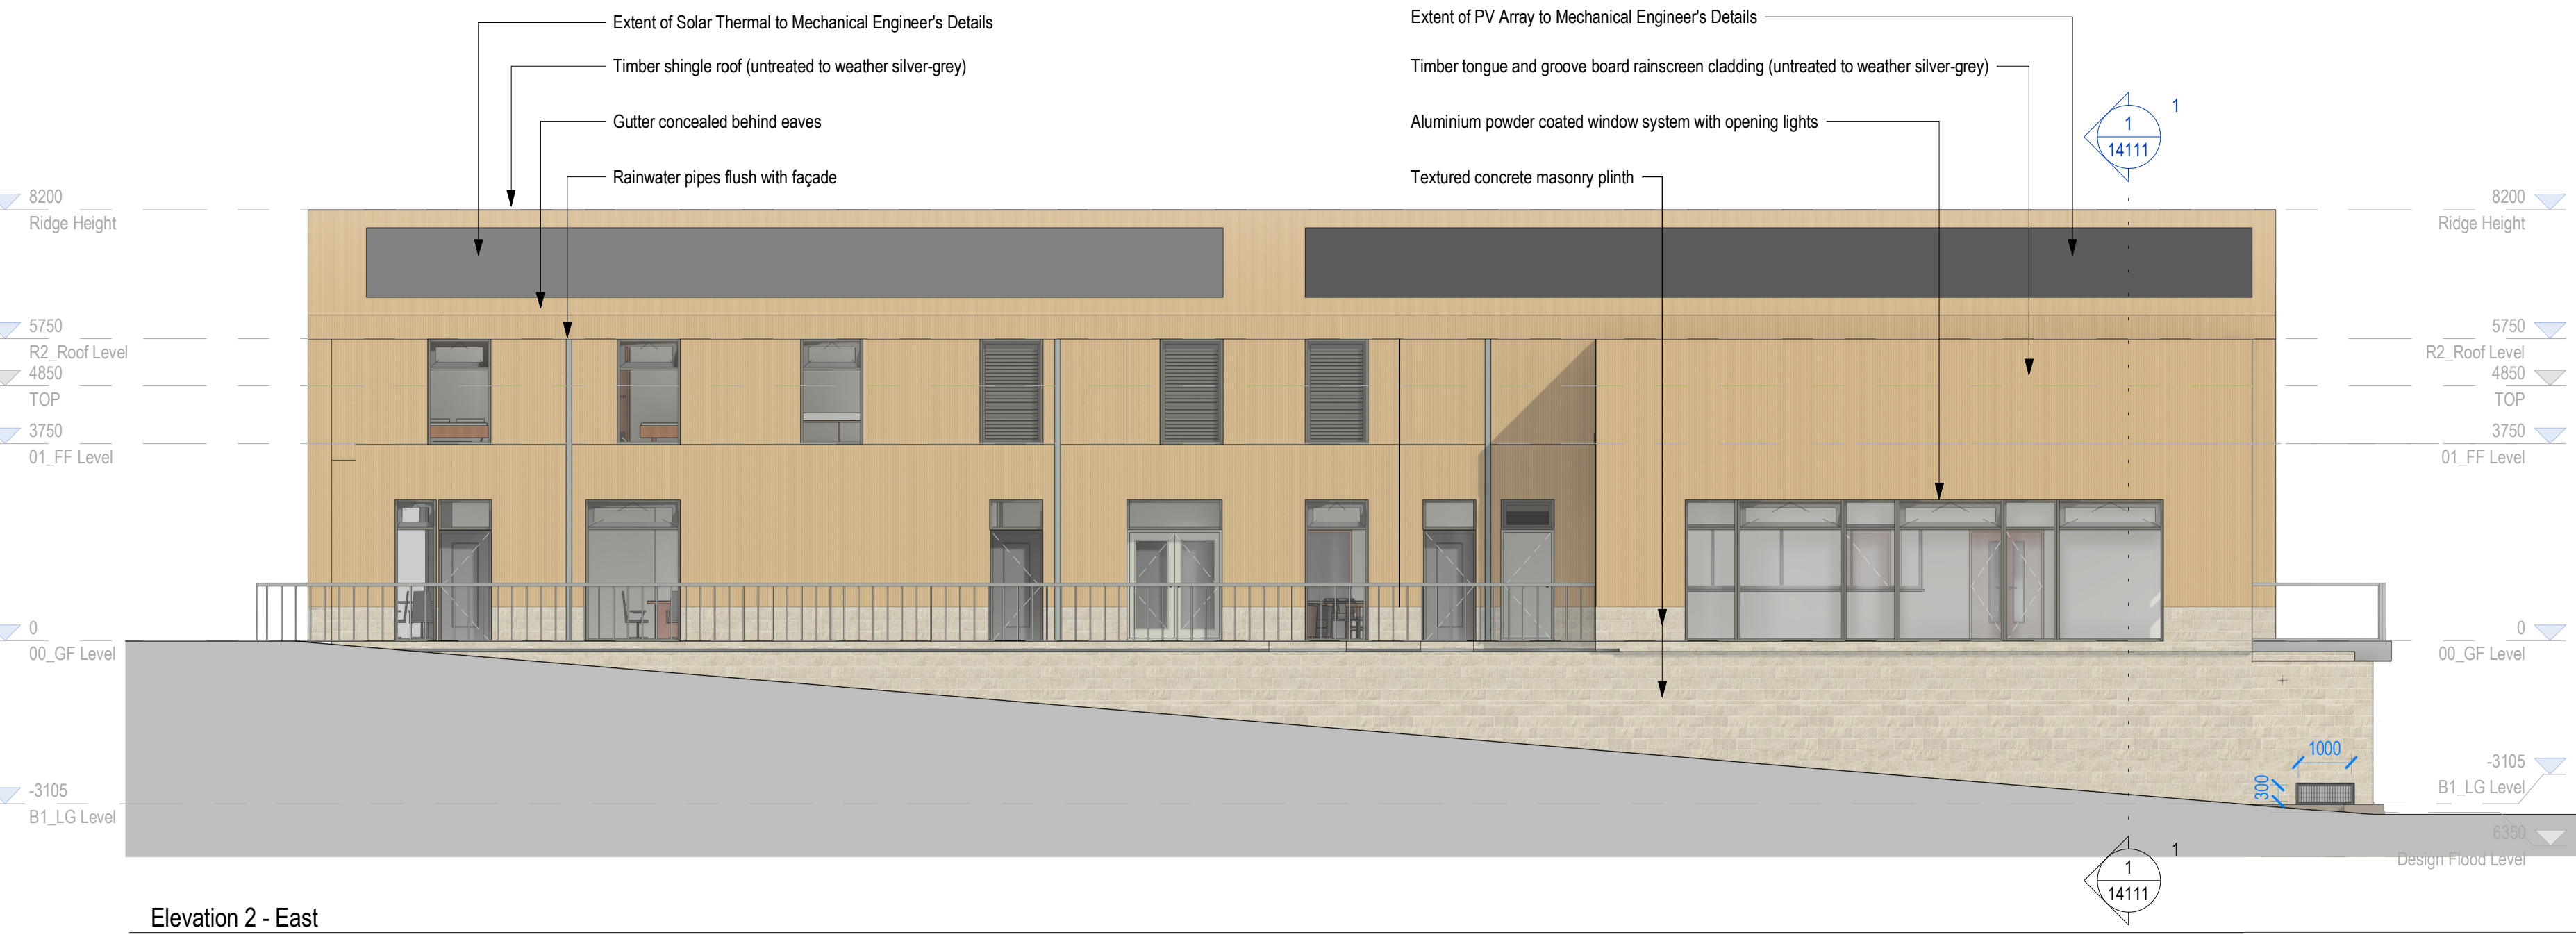 Extent of Solar Thermal to Mechanical Engineer's Details
Extent of PV Array to Mechanical Engineer's Details
Timber shingle roof (untreated to weather silver-grey)
Timber tongue and groove board rainscreen cladding (untreated to weather silver-grey)
Gutter concealed behind eaves
Aluminium powder coated window system with opening lights
Rainwater pipes flush with façade
Textured concrete masonry plinth
1
1
14111
8200
Ridge Height
8200
Ridge Height
5750
R2_Roof Level
5750
R2_Roof Level
4850
TOP
4850
TOP
3750
01_FF Level
3750
01_FF Level
0
00_GF Level
0
00_GF Level
-3105
B1_LG Level
1000
300
-3105
B1_LG Level
6350
Design Flood Level
1
1
14111
Elevation 2 - East